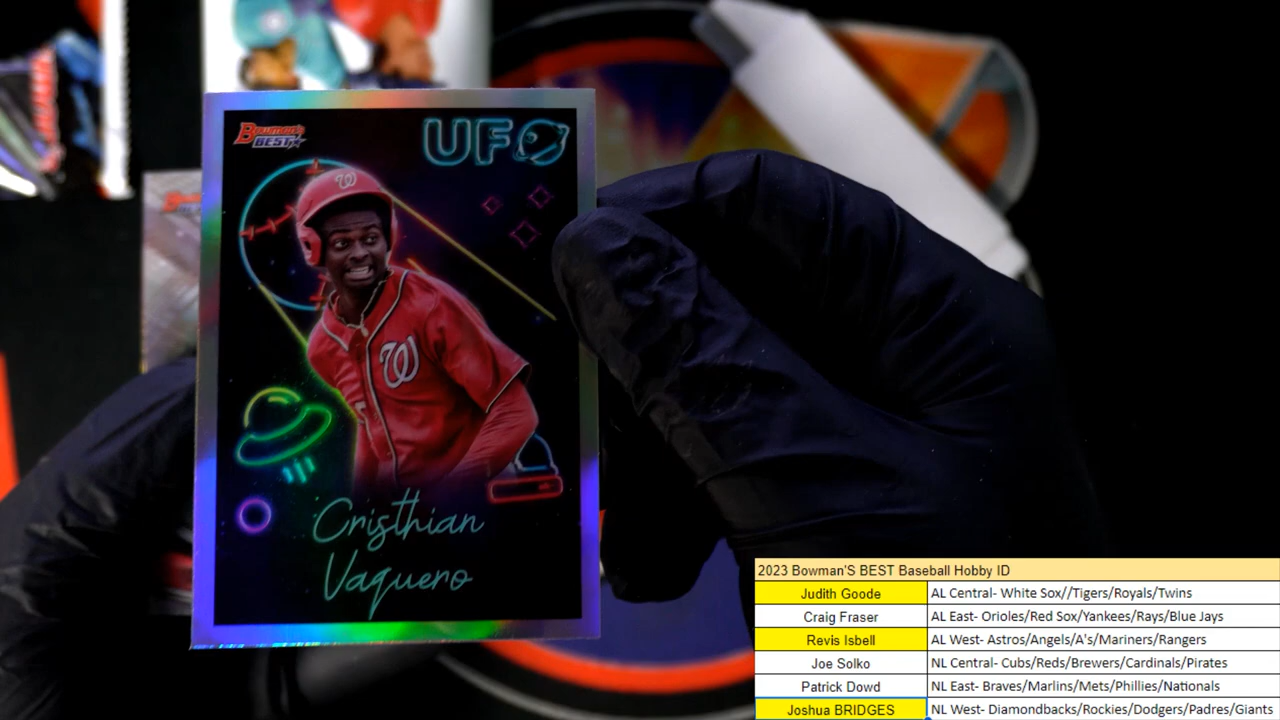 Bowman's
BEST
UFO
W
W
Cristhian
Vaquero
2023 Bowman'S BEST Baseball Hobby ID
Judith Goode AL Central- White Sox//Tigers/Royals/Twins
Craig Fraser AL East- Orioles/Red Sox/Yankees/Rays/Blue Jays
Revis Isbell AL West- Astros/Angels/A's/Mariners/Rangers
Joe Solko NL Central- Cubs/Reds/Brewers/Cardinals/Pirates
Patrick Dowd NL East- Braves/Marlins/Mets/Phillies/Nationals
Joshua BRIDGES NL West- Diamondbacks/Rockies/Dodgers/Padres/Giants